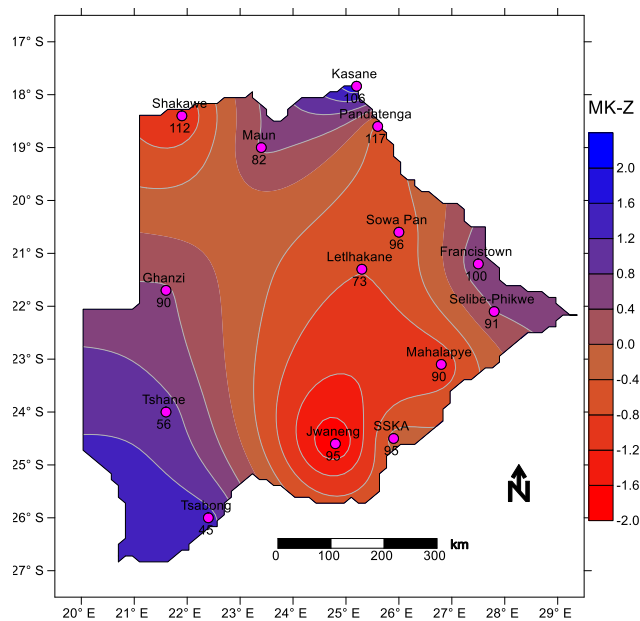 17° S
18° S
19° S
20° S
21° S
22° S
23° S
24° S
25° S
26° S
27° S
20° E
21° E
22° E
23° E
24° E
25° E
26° E
27° E
28° E
29° E
Kasane
106
Shakawe
112
Pandatenga
117
Maun
82
Sowa Pan
96
Letlhakane
73
Francistown
100
Ghanzi
90
Selibe-Phikwe
91
Mahalapye
90
Tshane
56
Jwaneng
95
SSKA
95
Tsabong
45
N
0 100 200 300 km
MK-Z
2.0
1.6
1.2
0.8
0.4
0.0
-0.4
-0.8
-1.2
-1.6
-2.0